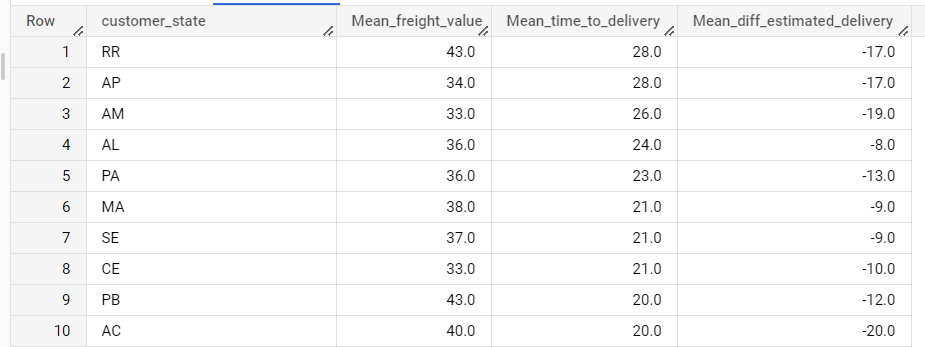 Row customer_state Mean_freight_value Mean_time_to_delivery Mean_diff_estimated_delivery
1 RR 43.0 28.0 -17.0
2 AP 34.0 28.0 -17.0
3 AM 33.0 26.0 -19.0
4 AL 36.0 24.0 -8.0
5 PA 36.0 23.0 -13.0
6 MA 38.0 21.0 -9.0
7 SE 37.0 21.0 -9.0
8 CE 33.0 21.0 -10.0
9 PB 43.0 20.0 -12.0
10 AC 40.0 20.0 -20.0